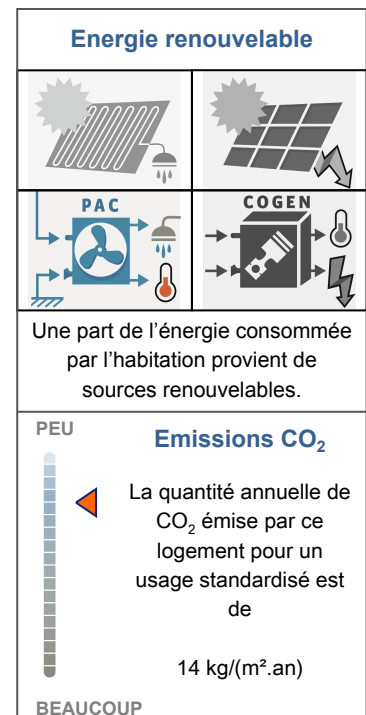 Energie renouvelable
PAC
COGEN
Une part de l'énergie consommée
par l'habitation provient de
sources renouvelables.
PEU
Emissions CO₂
La quantité annuelle de
CO₂ émise par ce
logement pour un
usage standardisé est
de
14 kg/(m².an)
BEAUCOUP